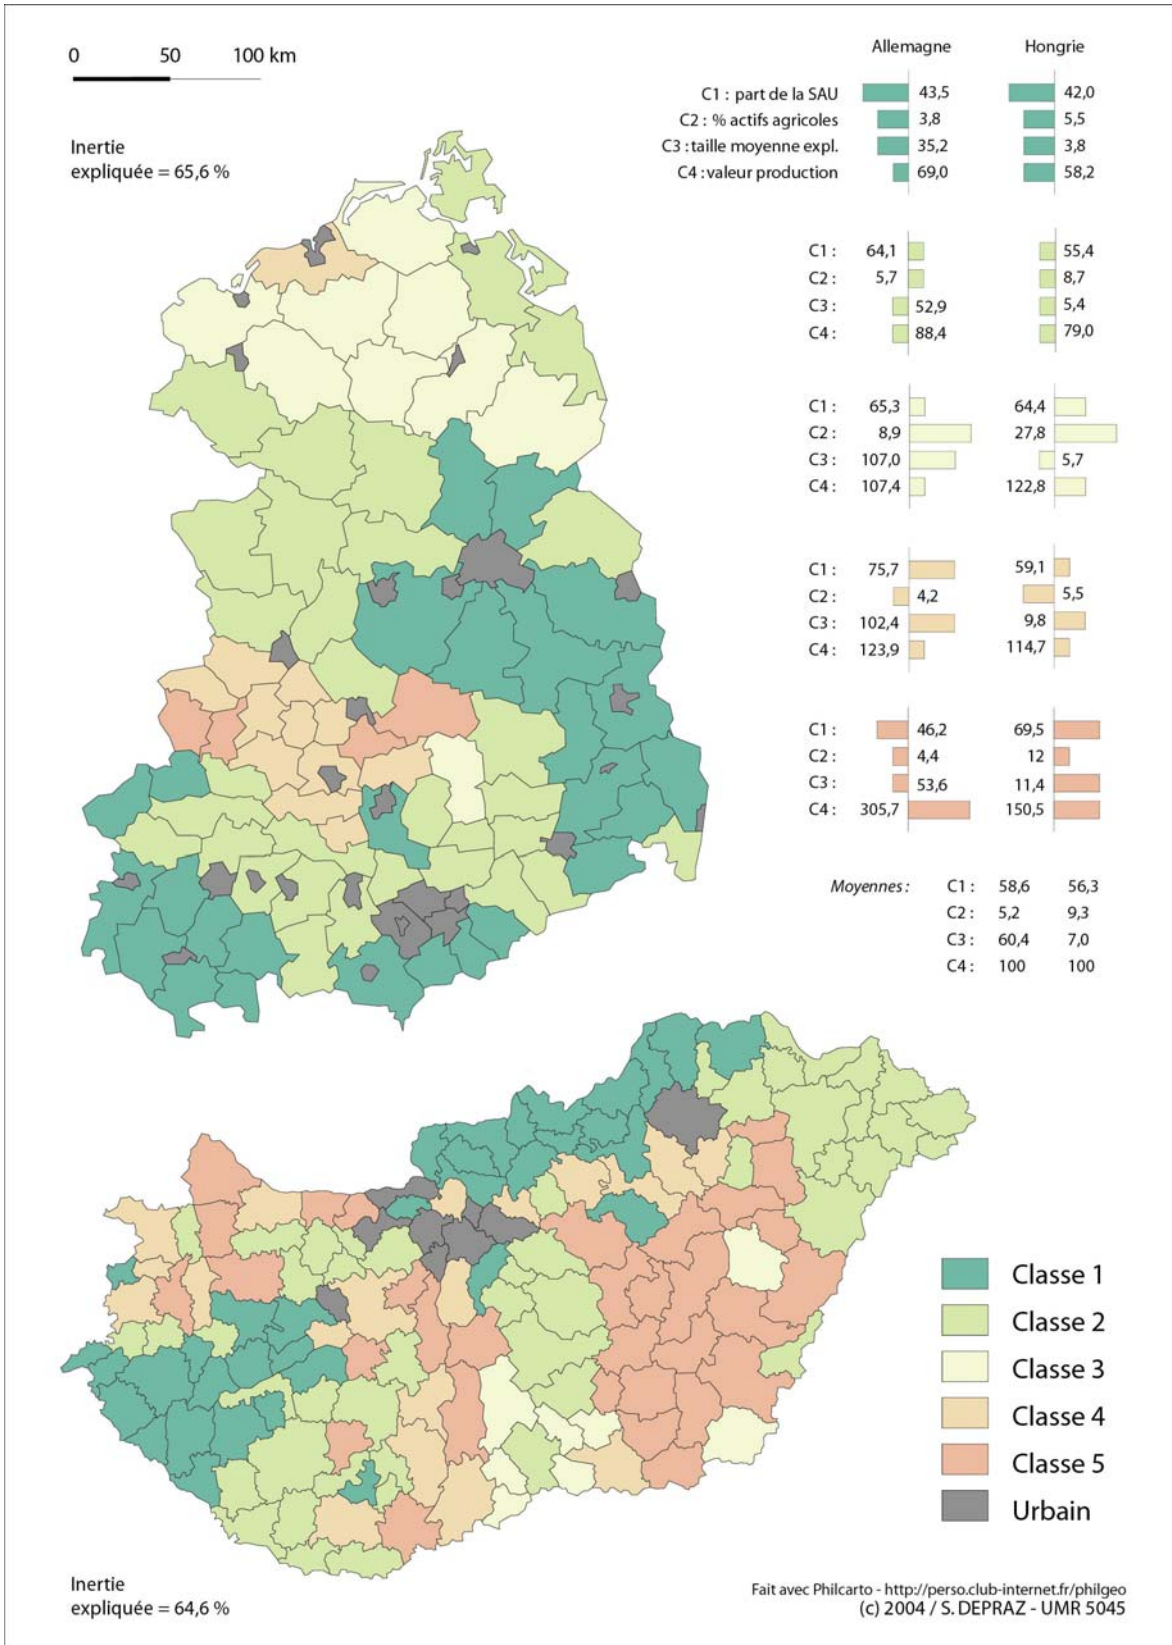 0 50 100 km
Inertie
expliquée = 65,6 %
Allemagne Hongrie
C1 : part de la SAU 43,5 42,0
C2 : % actifs agricoles 3,8 5,5
C3 : taille moyenne expl. 35,2 3,8
C4 : valeur production 69,0 58,2
C1 : 64,1 55,4
C2 : 5,7 8,7
C3 : 52,9 5,4
C4 : 88,4 79,0
C1 : 65,3 64,4
C2 : 8,9 27,8
C3 : 107,0 5,7
C4 : 107,4 122,8
C1 : 75,7 59,1
C2 : 4,2 5,5
C3 : 102,4 9,8
C4 : 123,9 114,7
C1 : 46,2 69,5
C2 : 4,4 12
C3 : 53,6 11,4
C4 : 305,7 150,5
Moyennes : C1 : 58,6 56,3
C2 : 5,2 9,3
C3 : 60,4 7,0
C4 : 100 100
Classe 1
Classe 2
Classe 3
Classe 4
Classe 5
Urbain
Inertie
expliquée = 64,6 %
Fait avec Philcarto - http://perso.club-internet.fr/philgeo
(c) 2004 / S. DEPRAZ - UMR 5045